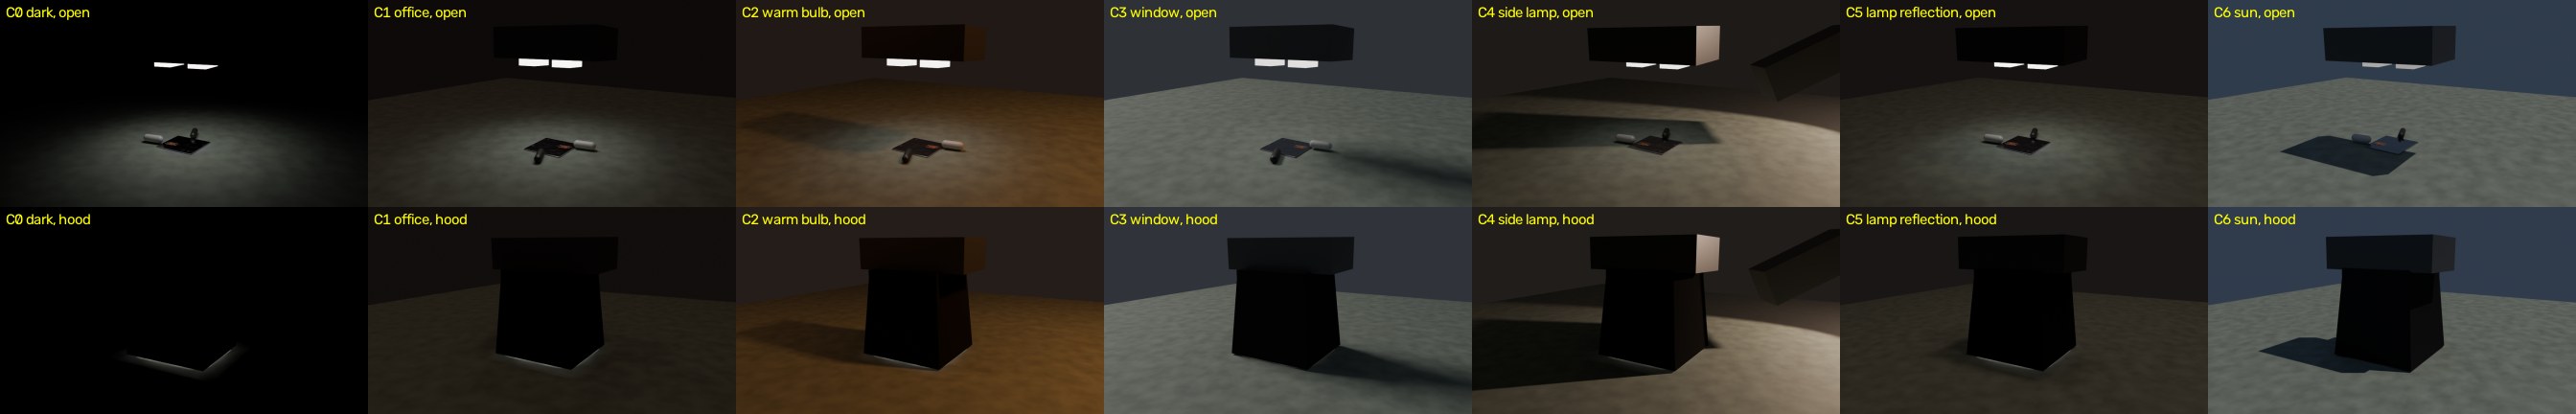 C0 dark, open
C1 office, open
C2 warm bulb, open
C3 window, open
C4 side lamp, open
C5 lamp reflection, open
C6 sun, open
C0 dark, hood
C1 office, hood
C2 warm bulb, hood
C3 window, hood
C4 side lamp, hood
C5 lamp reflection, hood
C6 sun, hood